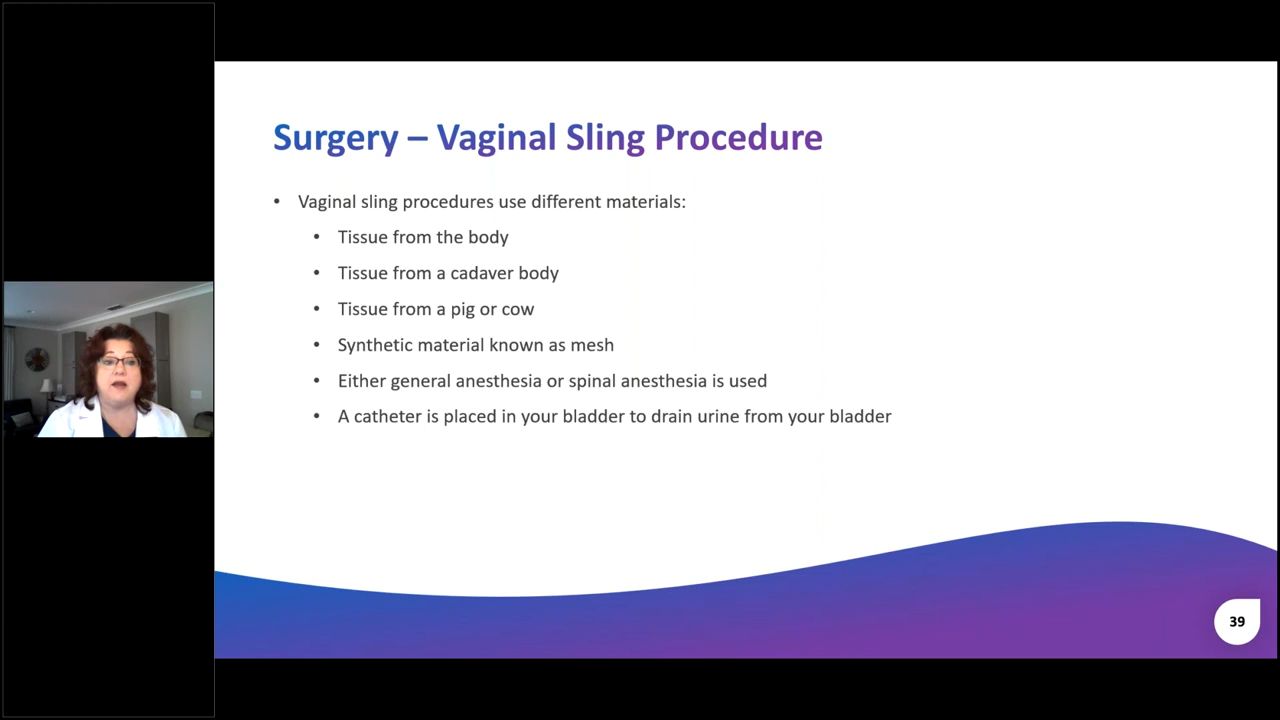 Surgery – Vaginal Sling Procedure
• Vaginal sling procedures use different materials:
• Tissue from the body
• Tissue from a cadaver body
• Tissue from a pig or cow
• Synthetic material known as mesh
• Either general anesthesia or spinal anesthesia is used
• A catheter is placed in your bladder to drain urine from your bladder
39